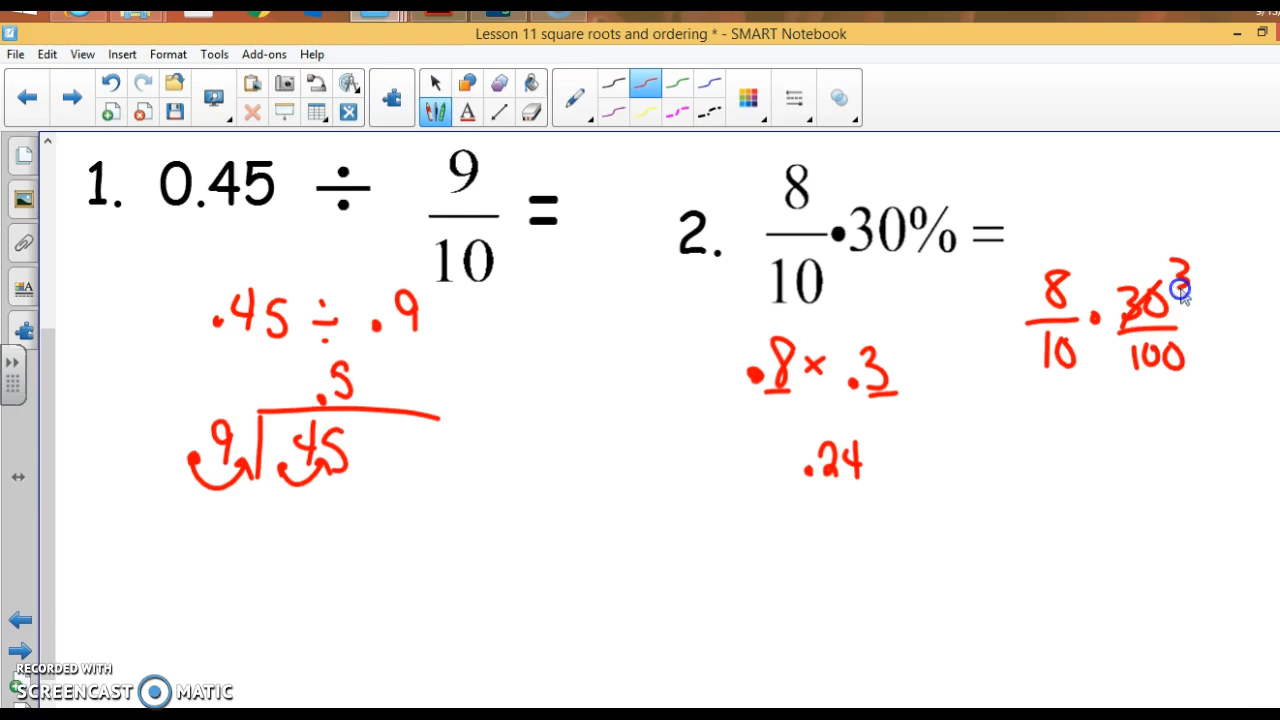 9/13
Lesson 11 square roots and ordering * - SMART Notebook
File Edit View Insert Format Tools Add-ons Help
1. 0.45 ÷ 9/10 =
.45 ÷ .9
.5
.9 .45
2. 8/10 • 30% =
.8 x .3
.24
8/10 . 30/100 3
RECORDED WITH
SCREENCAST MATIC